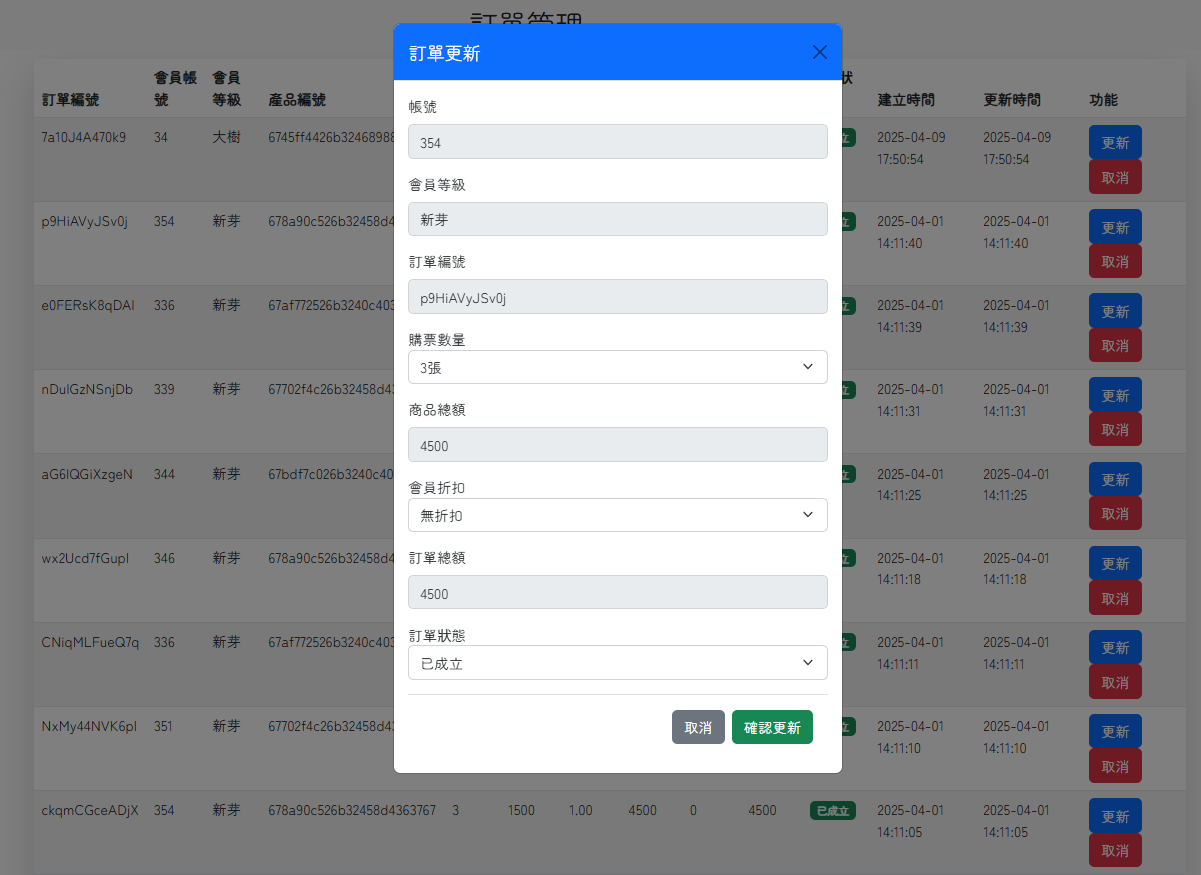 訂單管理
訂單更新
帳號
354
會員等級
新芽
訂單編號
p9HiAVyJSv0j
購票數量
3張
商品總額
4500
會員折扣
無折扣
訂單總額
4500
訂單狀態
已成立
取消 確認更新
訂單編號 會員帳號 會員等級 產品編號 狀 建立時間 更新時間 功能
7a10J4A470k9 34 大樹 6745ff4426b32468988 立 2025-04-09 17:50:54 2025-04-09 17:50:54 更新 取消
p9HiAVyJSv0j 354 新芽 678a90c526b32458d4 立 2025-04-01 14:11:40 2025-04-01 14:11:40 更新 取消
e0FERsK8qDAI 336 新芽 67af772526b3240c403 立 2025-04-01 14:11:39 2025-04-01 14:11:39 更新 取消
nDulGzNSnjDb 339 新芽 67702f4c26b32458d4 立 2025-04-01 14:11:31 2025-04-01 14:11:31 更新 取消
aG6IQGiXzgeN 344 新芽 67bdf7c026b3240c40 立 2025-04-01 14:11:25 2025-04-01 14:11:25 更新 取消
wx2Ucd7fGupI 346 新芽 678a90c526b32458d4 立 2025-04-01 14:11:18 2025-04-01 14:11:18 更新 取消
CNiqMLFueQ7q 336 新芽 67af772526b3240c403 立 2025-04-01 14:11:11 2025-04-01 14:11:11 更新 取消
NxMy44NVK6pI 351 新芽 67702f4c26b32458d4 立 2025-04-01 14:11:10 2025-04-01 14:11:10 更新 取消
ckqmCGceADjX 354 新芽 678a90c526b32458d4363767 3 1500 1.00 4500 0 4500 已成立 2025-04-01 14:11:05 2025-04-01 14:11:05 更新 取消